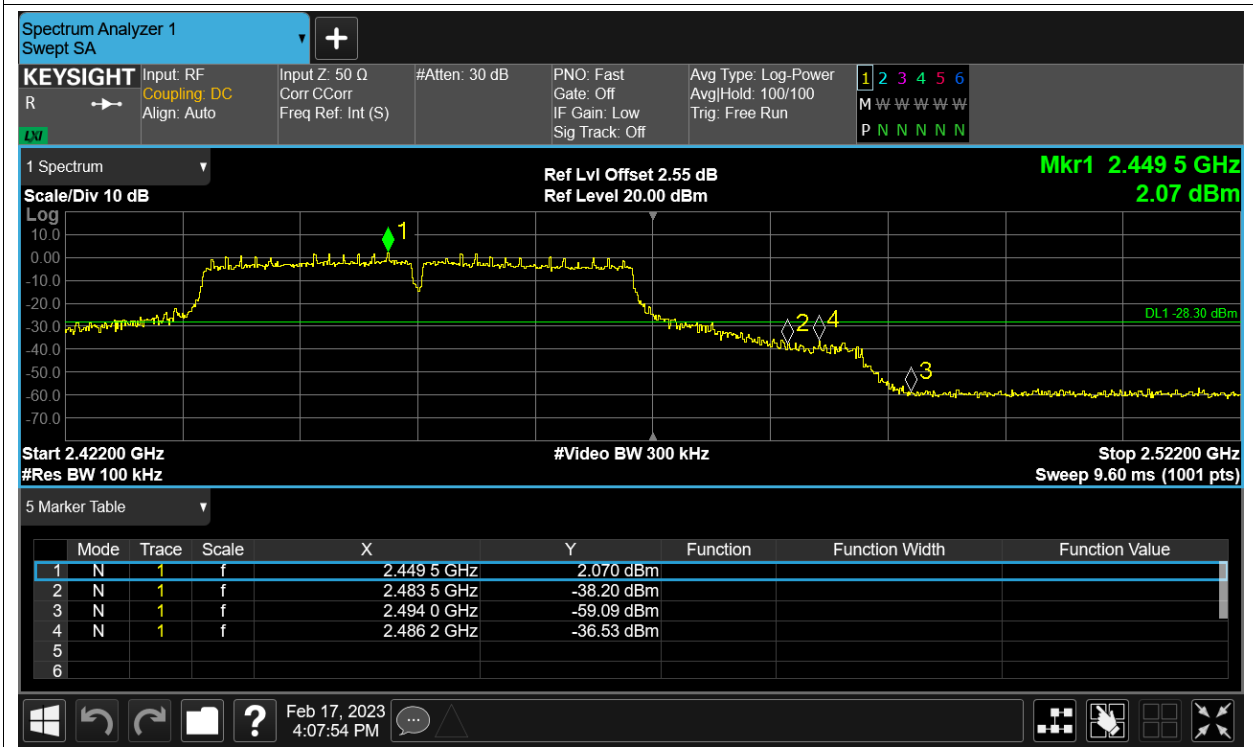 Spectrum Analyzer 1
Swept SA
+
KEYSIGHT Input: RF Input Z: 50 Ω #Atten: 30 dB PNO: Fast Avg Type: Log-Power 1 2 3 4 5 6
R Coupling: DC Corr CCorr Gate: Off Avg|Hold: 100/100 M W W W W W
Align: Auto Freq Ref: Int (S) IF Gain: Low Trig: Free Run
LXI Sig Track: Off P N N N N N
1 Spectrum Ref Lvl Offset 2.55 dB Mkr1 2.449 5 GHz
Scale/Div 10 dB Ref Level 20.00 dBm 2.07 dBm
Log
10.0
1
0.00
-10.0
-20.0
DL1 -28.30 dBm
-30.0
2 4
-40.0
-50.0
3
-60.0
-70.0
Start 2.42200 GHz #Video BW 300 kHz Stop 2.52200 GHz
#Res BW 100 kHz Sweep 9.60 ms (1001 pts)
5 Marker Table
Mode Trace Scale X Y Function Function Width Function Value
1 N 1 f 2.449 5 GHz 2.070 dBm
2 N 1 f 2.483 5 GHz -38.20 dBm
3 N 1 f 2.494 0 GHz -59.09 dBm
4 N 1 f 2.486 2 GHz -36.53 dBm
5
6
? Feb 17, 2023
4:07:54 PM